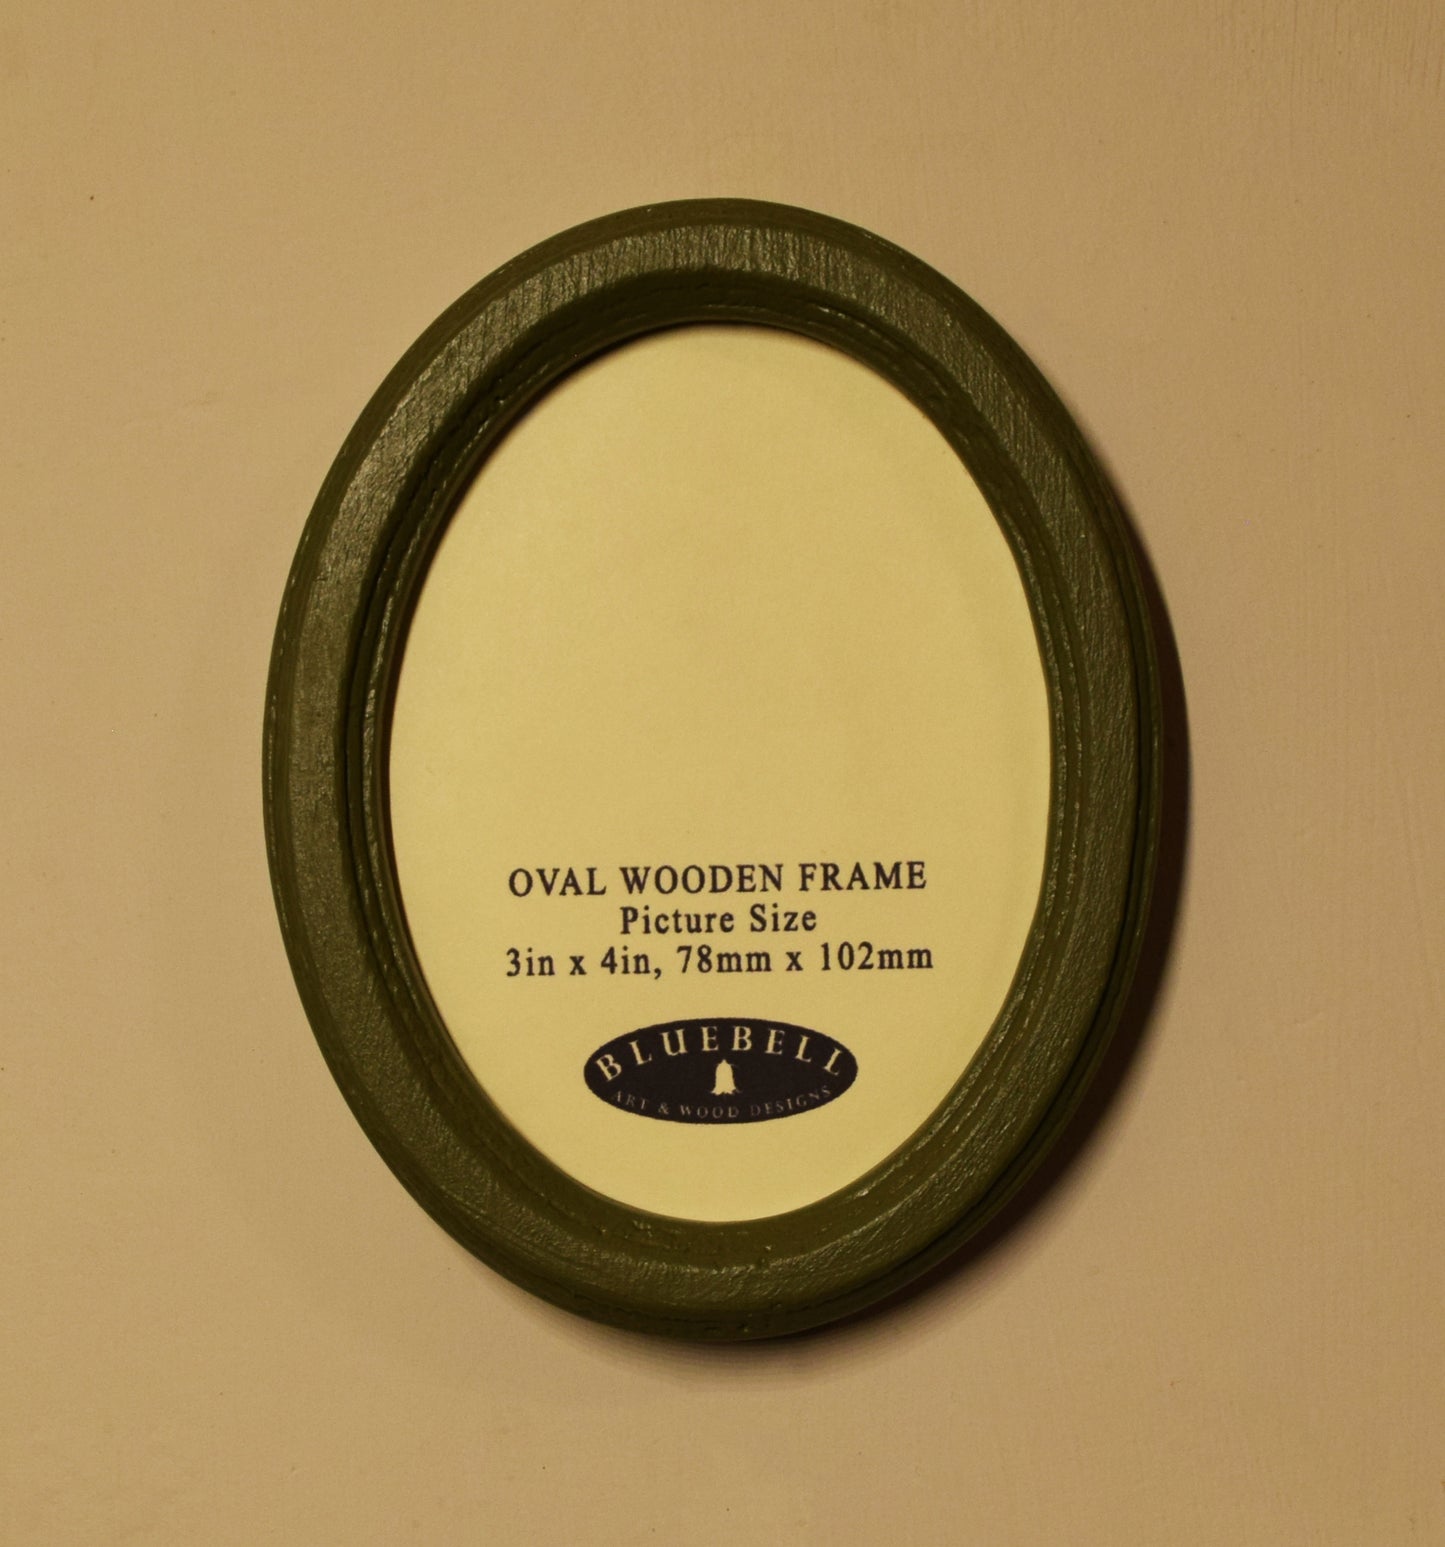 OVAL WOODEN FRAME
Picture Size
3in x 4in, 78mm x 102mm
BLUEBELL
ART & WOOD DESIGNS